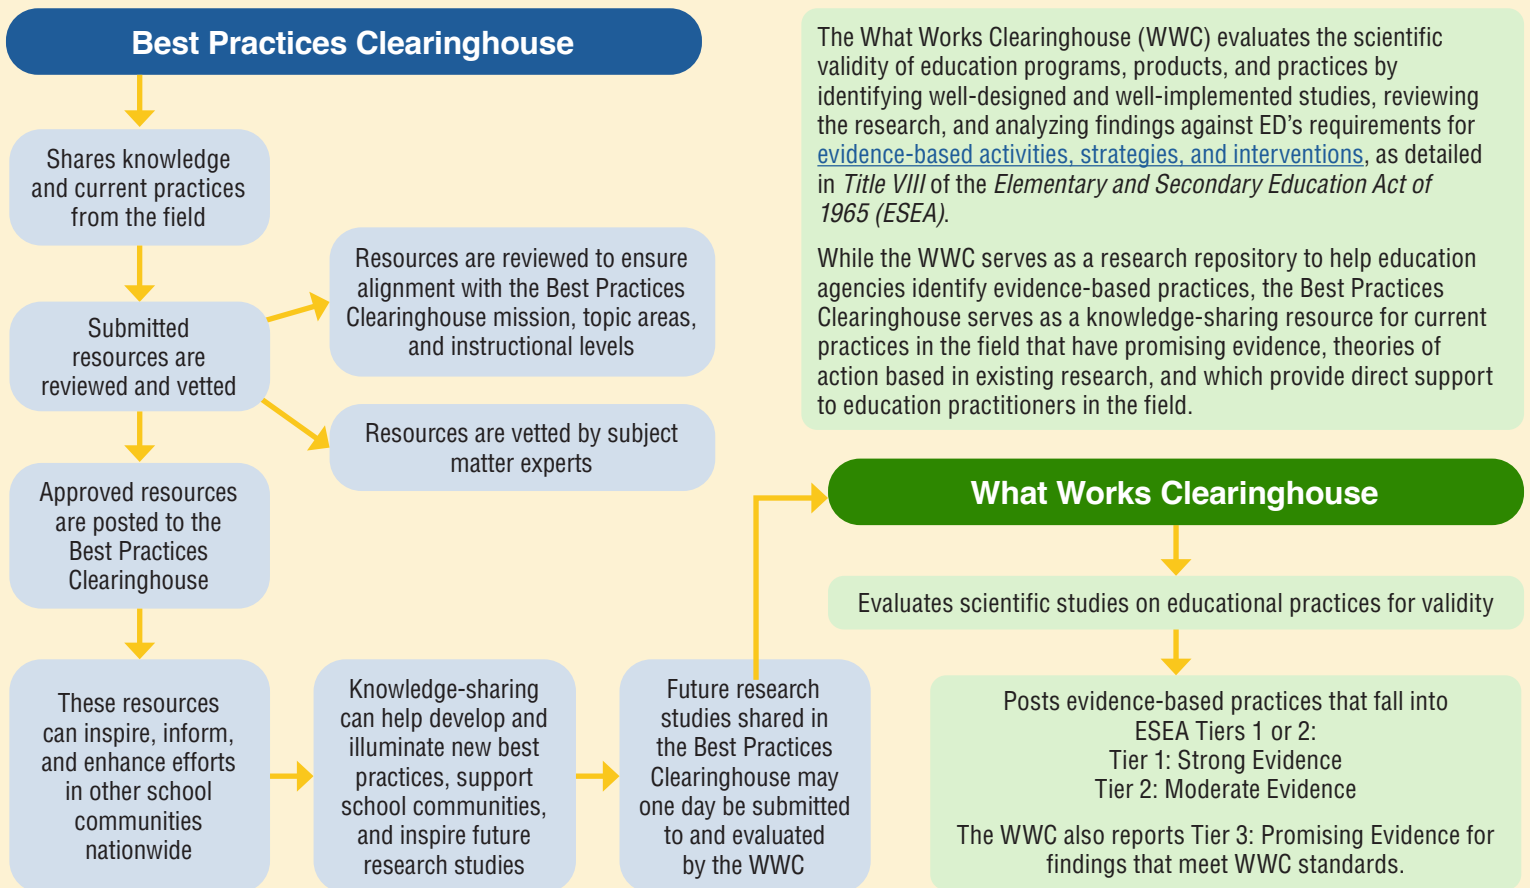 Best Practices Clearinghouse
Shares knowledge
and current practices
from the field
Submitted
resources are
reviewed and vetted
Resources are reviewed to ensure
alignment with the Best Practices
Clearinghouse mission, topic areas,
and instructional levels
Resources are vetted by subject
matter experts
Approved resources
are posted to the
Best Practices
Clearinghouse
These resources
can inspire, inform,
and enhance efforts
in other school
communities
nationwide
Knowledge-sharing
can help develop and
illuminate new best
practices, support
school communities,
and inspire future
research studies
Future research
studies shared in
the Best Practices
Clearinghouse may
one day be submitted
to and evaluated
by the WWC
The What Works Clearinghouse (WWC) evaluates the scientific
validity of education programs, products, and practices by
identifying well-designed and well-implemented studies, reviewing
the research, and analyzing findings against ED's requirements for
evidence-based activities, strategies, and interventions, as detailed
in Title VIII of the Elementary and Secondary Education Act of
1965 (ESEA).
While the WWC serves as a research repository to help education
agencies identify evidence-based practices, the Best Practices
Clearinghouse serves as a knowledge-sharing resource for current
practices in the field that have promising evidence, theories of
action based in existing research, and which provide direct support
to education practitioners in the field.
What Works Clearinghouse
Evaluates scientific studies on educational practices for validity
Posts evidence-based practices that fall into
ESEA Tiers 1 or 2:
Tier 1: Strong Evidence
Tier 2: Moderate Evidence
The WWC also reports Tier 3: Promising Evidence for
findings that meet WWC standards.